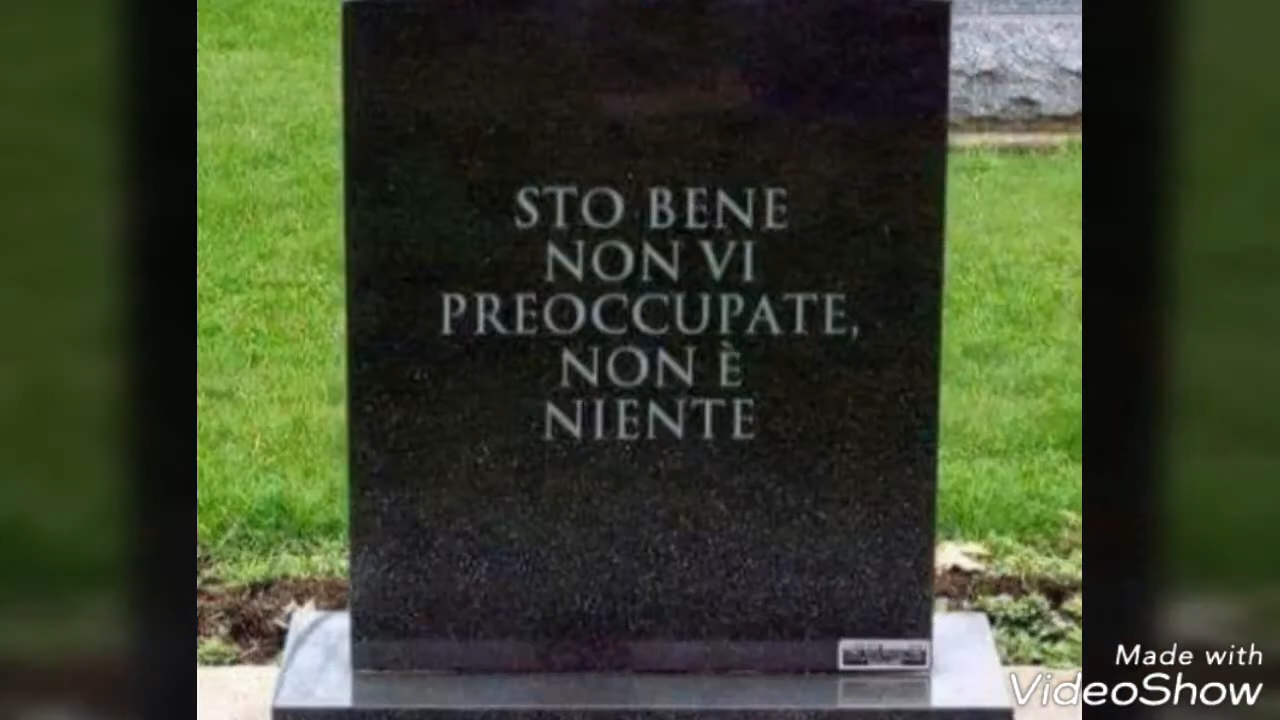 STO BENE
NON VI
PREOCCUPATE,
NON È
NIENTE
Made with
VideoShow